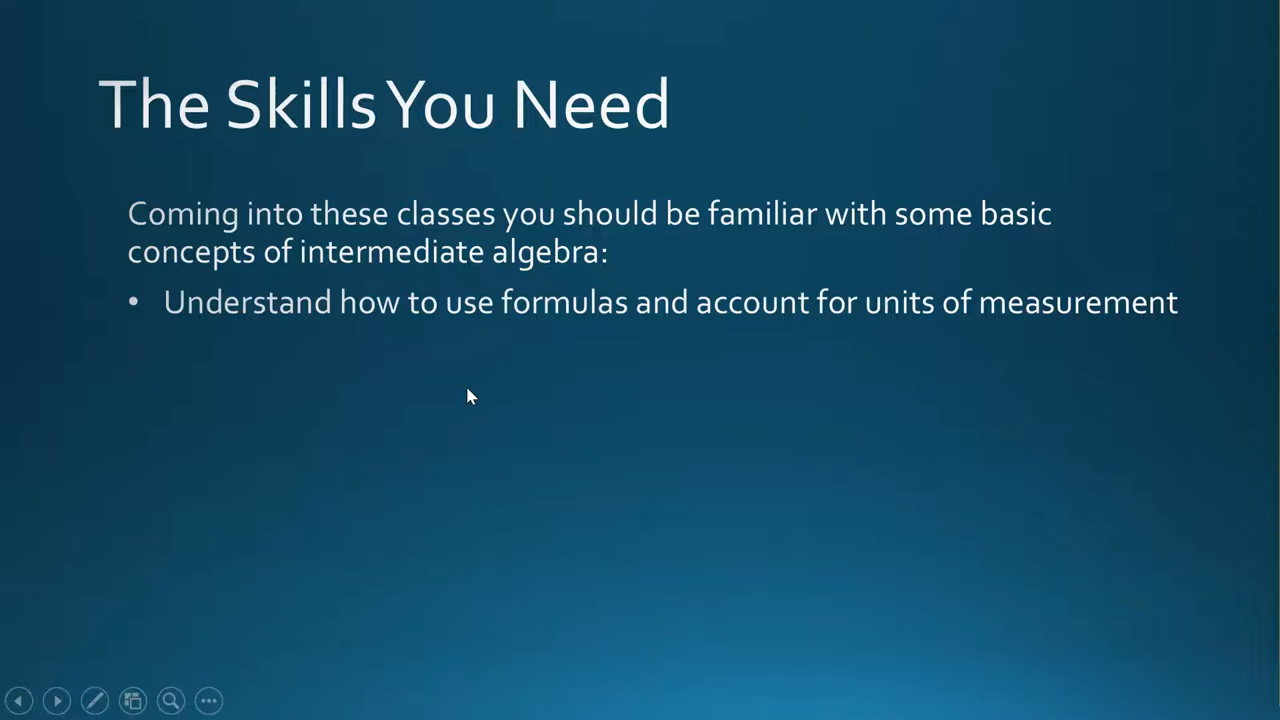 The Skills You Need
Coming into these classes you should be familiar with some basic
concepts of intermediate algebra:
• Understand how to use formulas and account for units of measurement